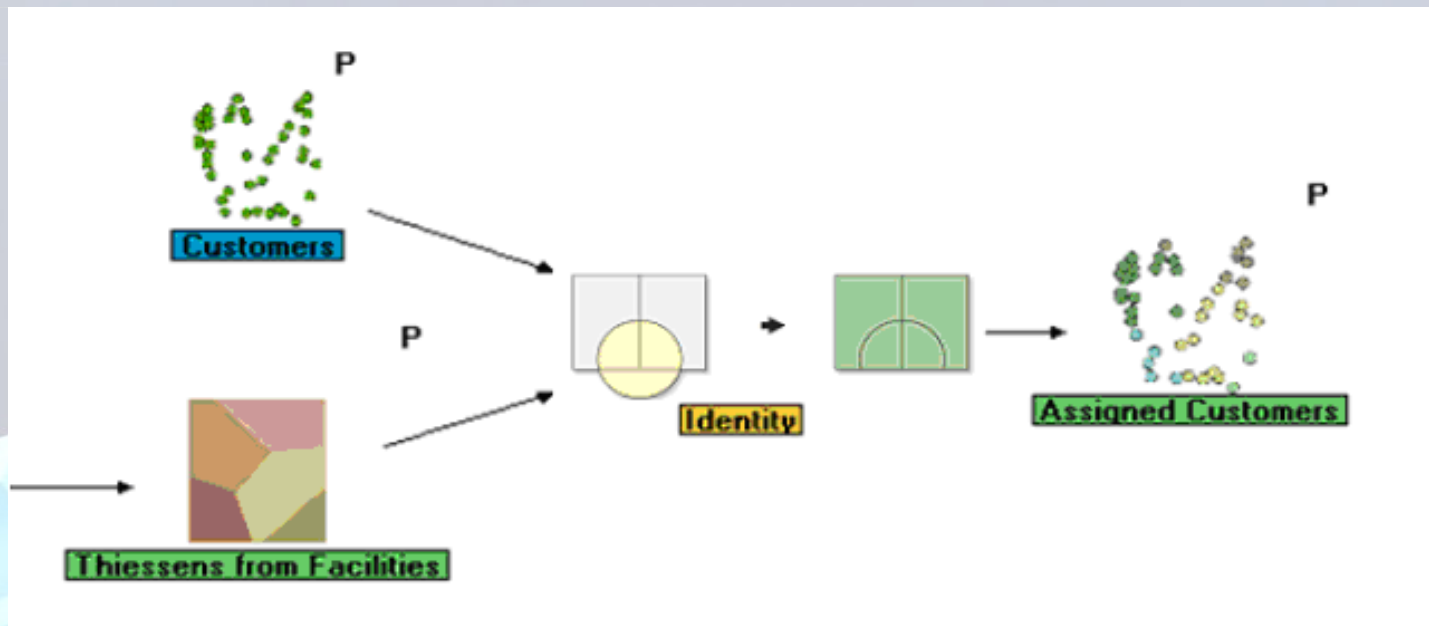 P
Customers
P
P
Identity
Assigned Customers
Thiessens from Facilities